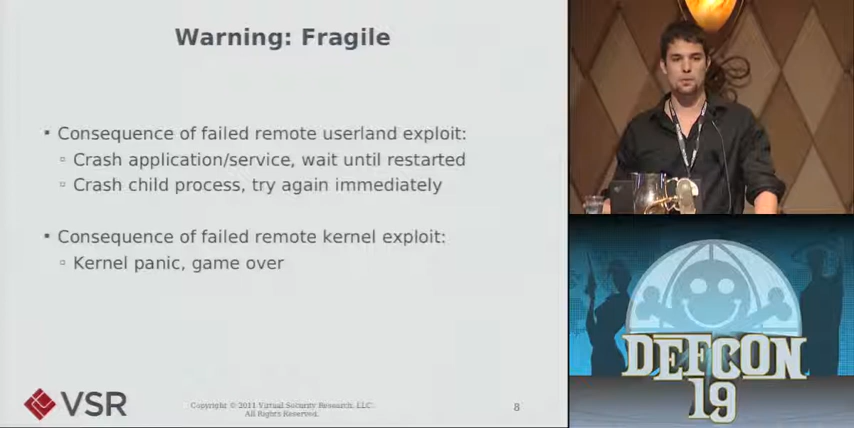 Warning: Fragile
▪ Consequence of failed remote userland exploit:
▫ Crash application/service, wait until restarted
▫ Crash child process, try again immediately
▪ Consequence of failed remote kernel exploit:
▫ Kernel panic, game over
VSR
Copyright © 2011 Virtual Security Research, LLC.
All Rights Reserved.
8
DEFCON
19